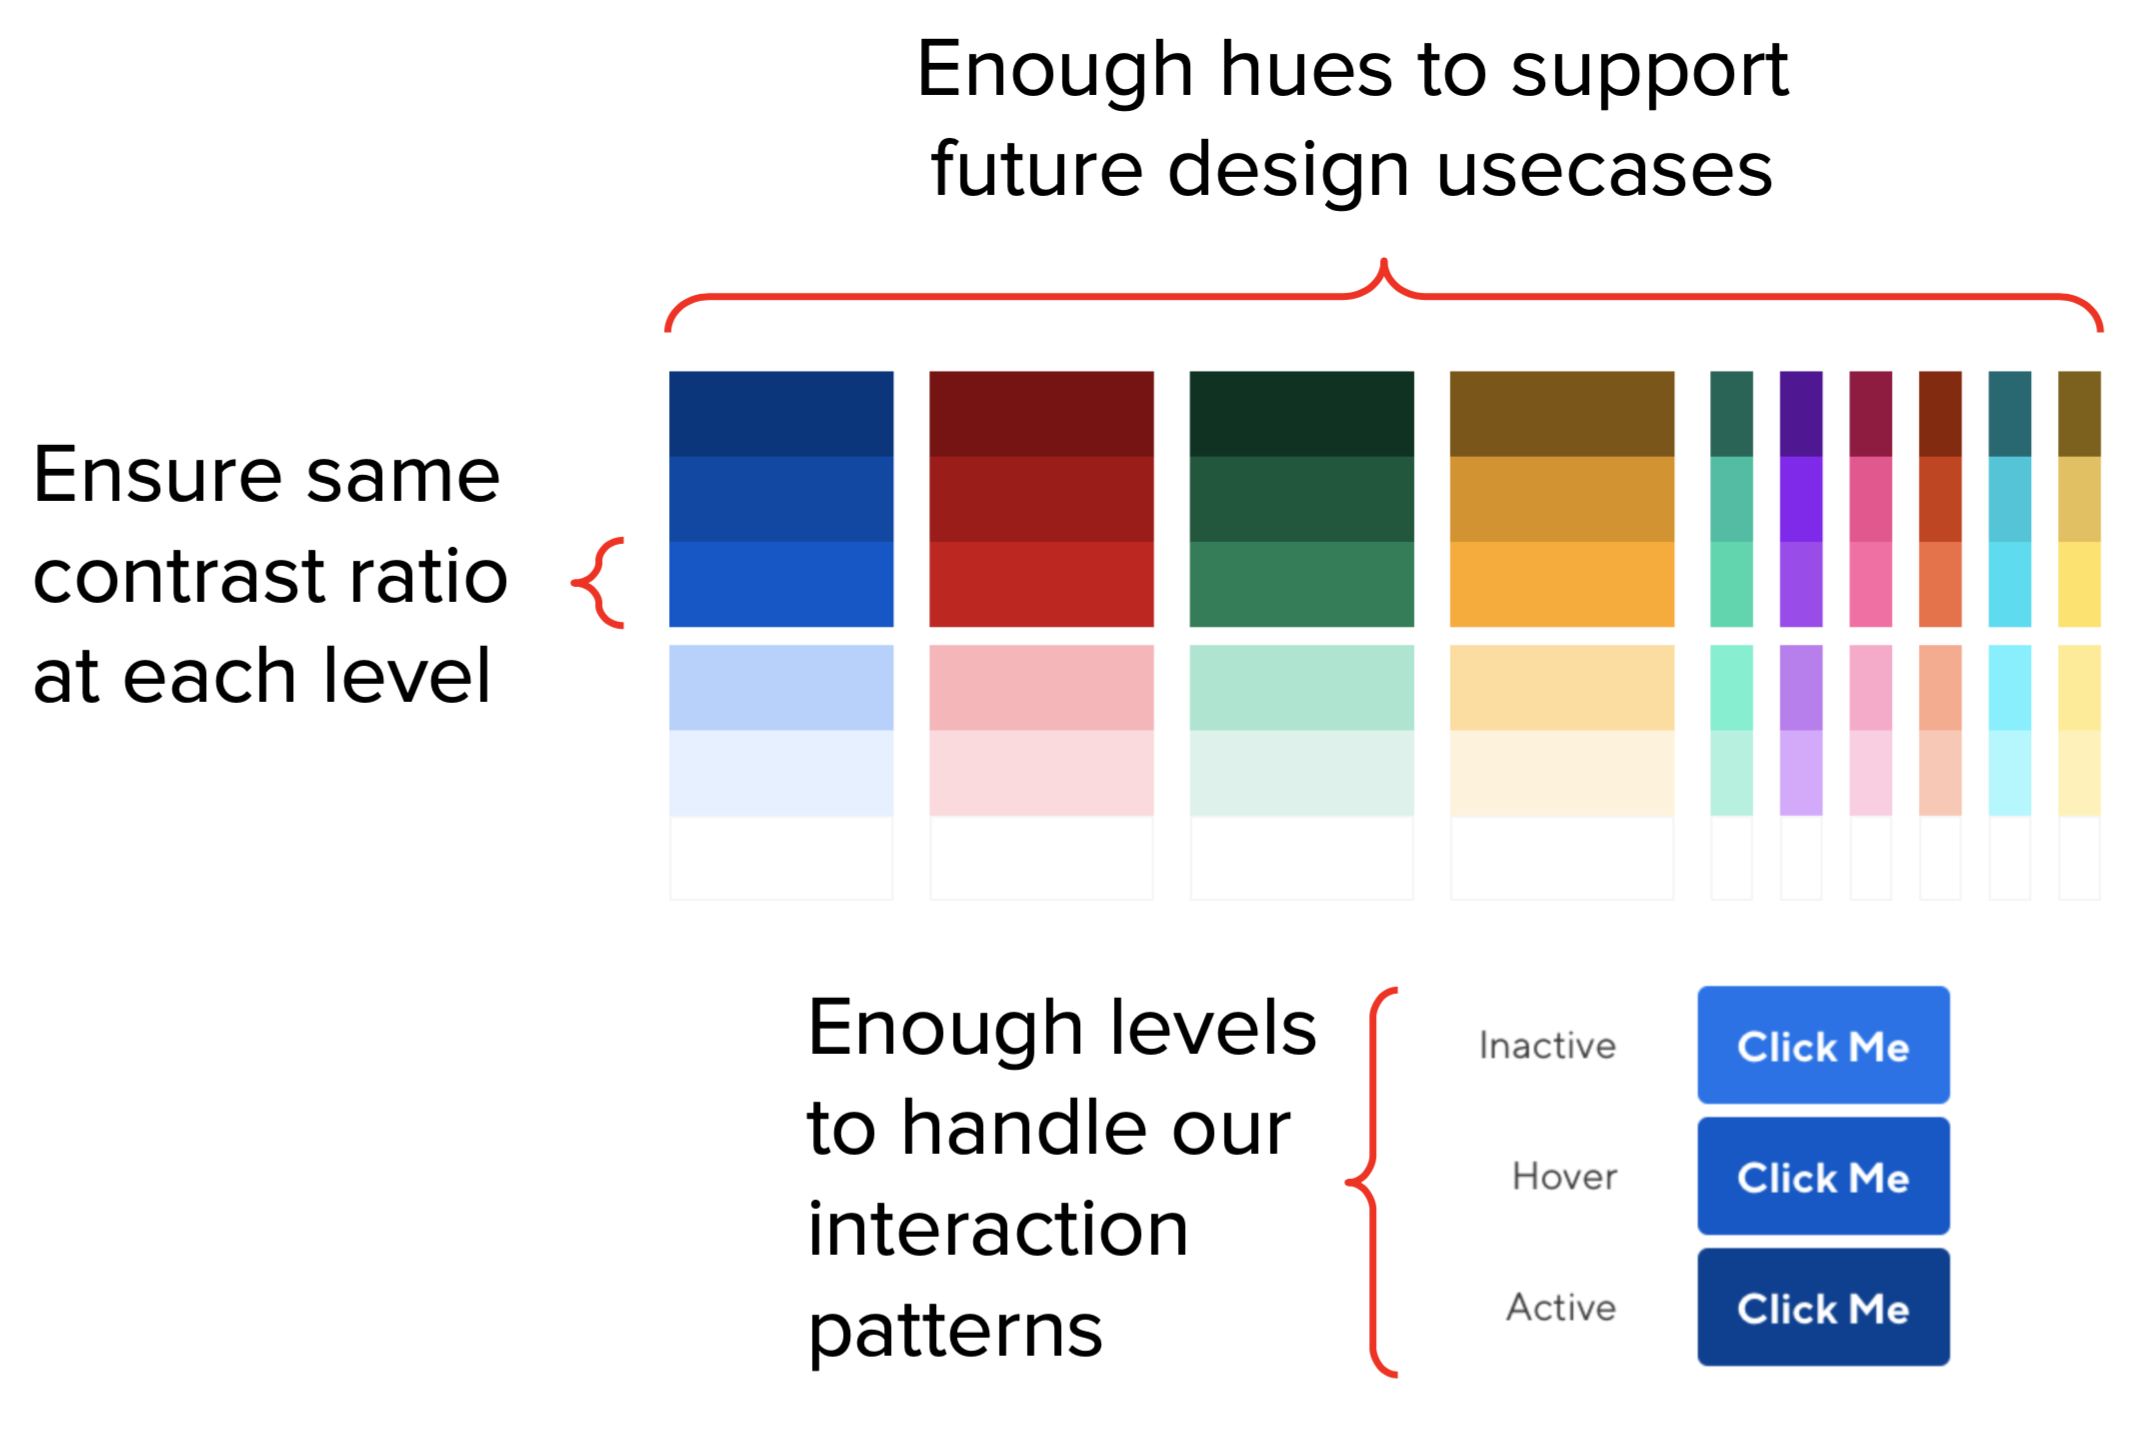 Enough hues to support
future design usecases
Ensure same
contrast ratio
at each level
Enough levels
to handle our
interaction
patterns
Inactive
Click Me
Hover
Click Me
Active
Click Me